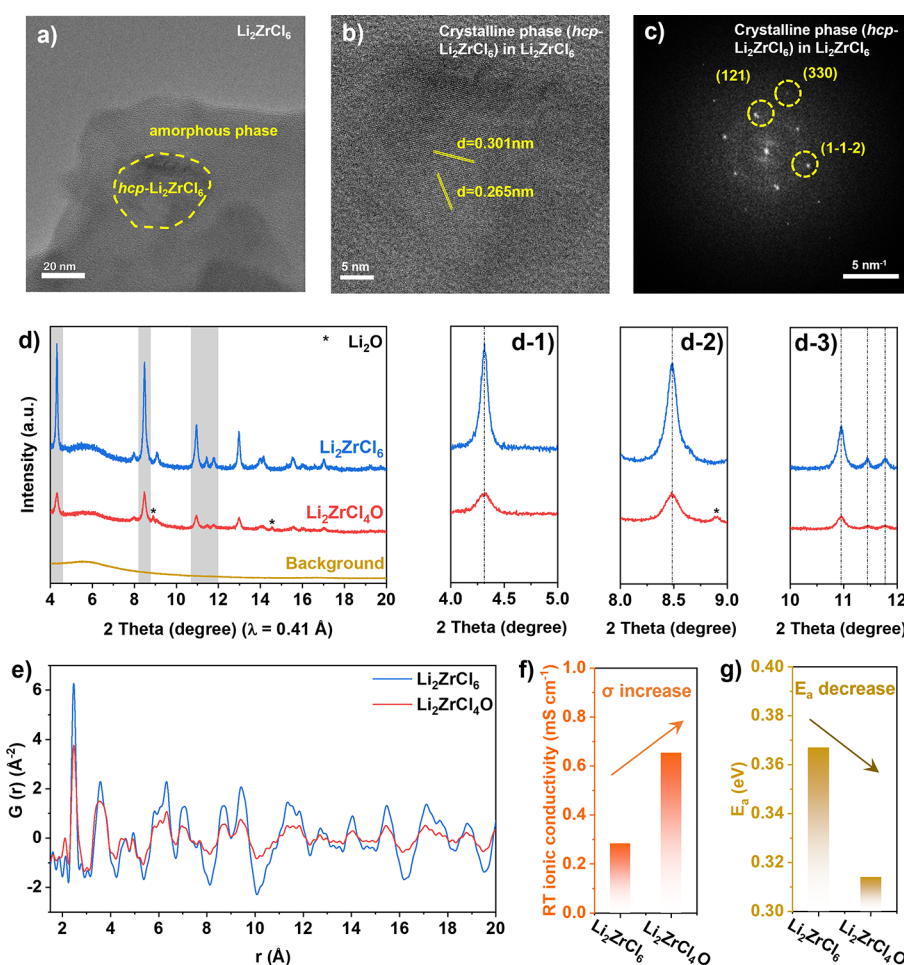 a)
Li₂ZrCl₆
amorphous phase
hcp-Li₂ZrCl₆
20 nm
b)
Crystalline phase (hcp-
Li₂ZrCl₆) in Li₂ZrCl₆
d=0.301nm
d=0.265nm
5 nm
c)
Crystalline phase (hcp-
Li₂ZrCl₆) in Li₂ZrCl₆
(121)
(330)
(1-1-2)
5 nm⁻¹
d)
* Li₂O
Intensity (a.u.)
Li₂ZrCl₆
Li₂ZrCl₄O
* *
Background
4 6 8 10 12 14 16 18 20
2 Theta (degree) (λ = 0.41 Å)
d-1)
4.0 4.5 5.0
2 Theta (degree)
d-2)
*
8.0 8.5 9.0
2 Theta (degree)
d-3)
10 11 12
2 Theta (degree)
e)
Li₂ZrCl₆
Li₂ZrCl₄O
G (r) (Å⁻²)
6
4
2
0
-2
2 4 6 8 10 12 14 16 18 20
r (Å)
f)
σ increase
RT ionic conductivity (mS cm⁻¹)
1.0
0.8
0.6
0.4
0.2
0.0
Li₂ZrCl₆
Li₂ZrCl₄O
g)
Eₐ decrease
Eₐ (eV)
0.40
0.38
0.36
0.34
0.32
0.30
Li₂ZrCl₆
Li₂ZrCl₄O